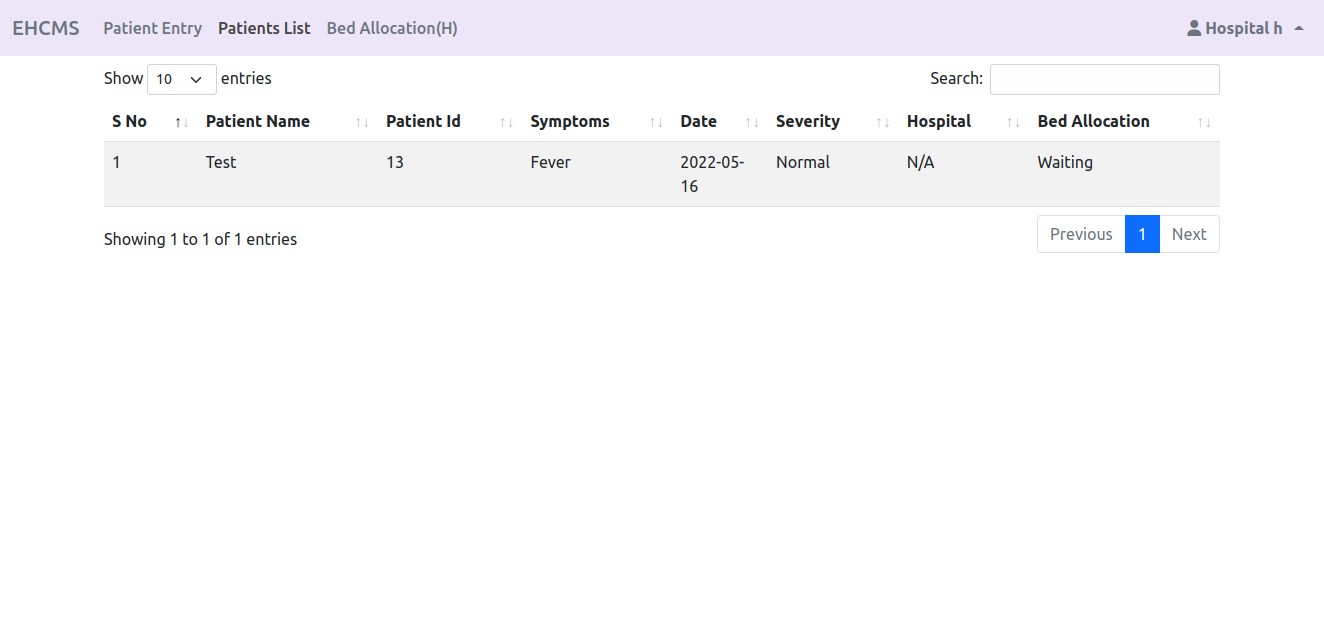 EHCMS Patient Entry Patients List Bed Allocation(H) Hospital h
Show 10 entries Search:
S No Patient Name Patient Id Symptoms Date Severity Hospital Bed Allocation
1 Test 13 Fever 2022-05-16 Normal N/A Waiting
Showing 1 to 1 of 1 entries Previous 1 Next